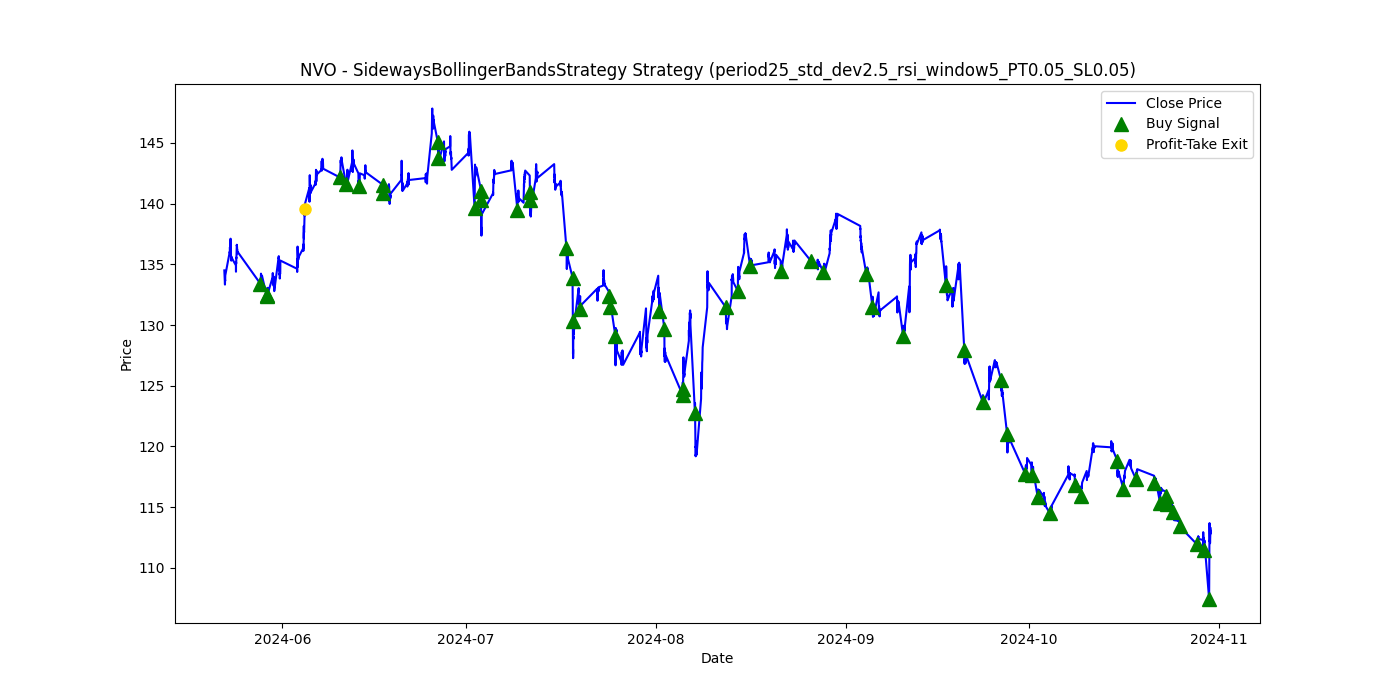 NVO - SidewaysBollingerBandsStrategy Strategy (period25_std_dev2.5_rsi_window5_PT0.05_SL0.05)
Close Price
Buy Signal
Profit-Take Exit
Price
145
140
135
130
125
120
115
110
2024-06
2024-07
2024-08
2024-09
2024-10
2024-11
Date